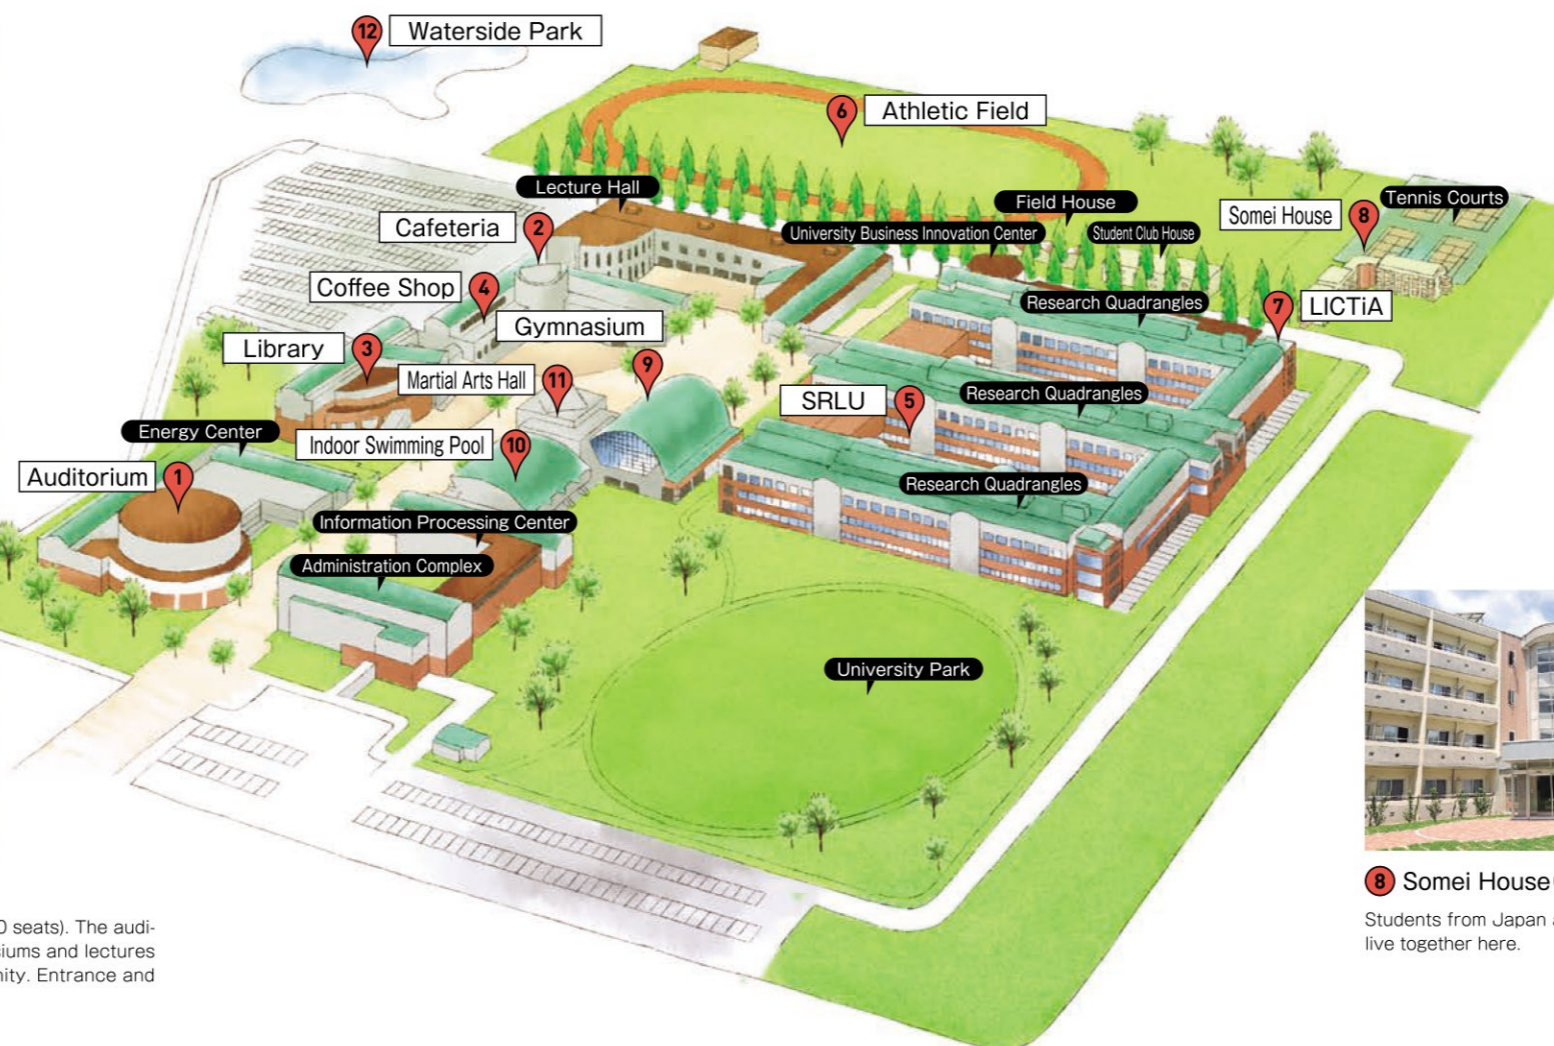 12 Waterside Park
6 Athletic Field
Lecture Hall
Field House
Tennis Courts
Cafeteria 2
University Business Innovation Center
Student Club House
Somei House 8
Coffee Shop 4
Research Quadrangles
7 LICTiA
Gymnasium 9
Library 3
Martial Arts Hall 11
SRLU 5
Research Quadrangles
Energy Center
Indoor Swimming Pool 10
Auditorium 1
Research Quadrangles
Information Processing Center
Administration Complex
University Park
8 Somei House
Students from Japan
live together here.
0 seats). The audi-
siums and lectures
nity. Entrance and